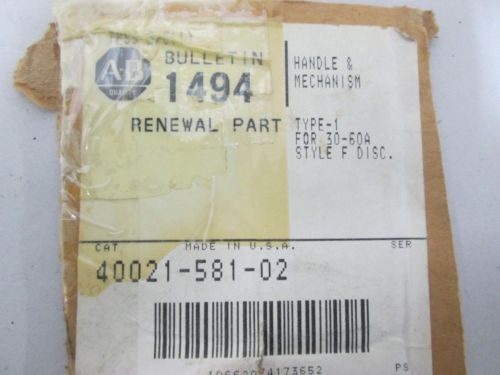 A-B
QUALITY
BULLETIN
1494
RENEWAL PART
HANDLE &
MECHANISM
TYPE-1
FOR 30-60A
STYLE F DISC.
CAT MADE IN U.S.A. SER
40021-581-02
PS